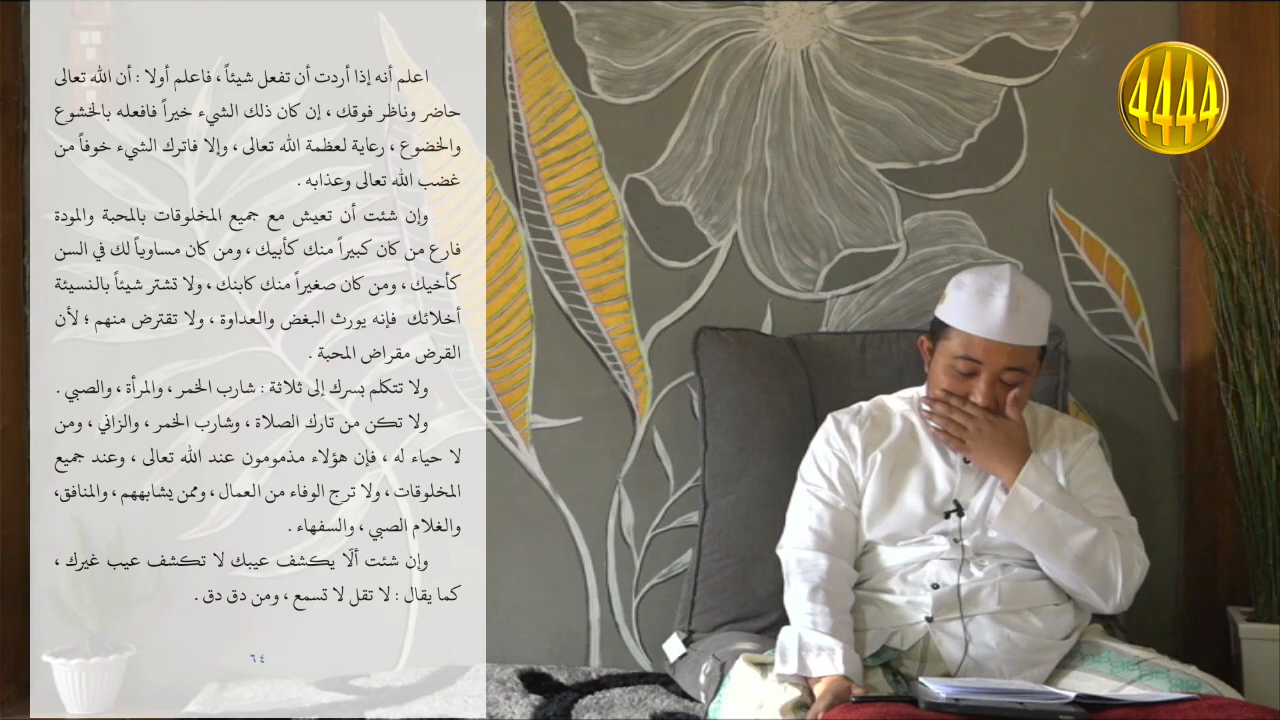 اعلم أنه إذا أردت أن تفعل شيئاً ، فاعلم أولا : أن الله تعالى
حاضر وناظر فوقك ، إن كان ذلك الشيء خيراً فافعله بالخشوع
والخضوع ، رعاية لعظمة الله تعالى ، وإلا فاترك الشيء خوفاً من
غضب الله تعالى وعذابه .
وإن شئت أن تعيش مع جميع المخلوقات بالمحبة والمودة
فارع من كان كبيراً منك كأبيك ، ومن كان مساوياً لك في السن
كأخيك ، ومن كان صغيراً منك كابنك ، ولا تشتر شيئاً بالنسيئة
أخلائك فإنه يورث البغض والعداوة ، ولا تقترض منهم ؛ لأن
القرض مقراض المحبة .
ولا تتكلم بسرك إلى ثلاثة : شارب الخمر ، والمرأة ، والصبي .
ولا تكن من تارك الصلاة ، وشارب الخمر ، والزاني ، ومن
لا حياء له ، فإن هؤلاء مذمومون عند الله تعالى ، وعند جميع
المخلوقات ، ولا ترج الوفاء من العمال ، وممن يشابههم ، والمنافق،
والغلام الصبي ، والسفهاء .
وإن شئت ألّا يكشف عيبك لا تكشف عيب غيرك ،
كما يقال : لا تقل لا تسمع ، ومن دق دق .
٦٤
4444